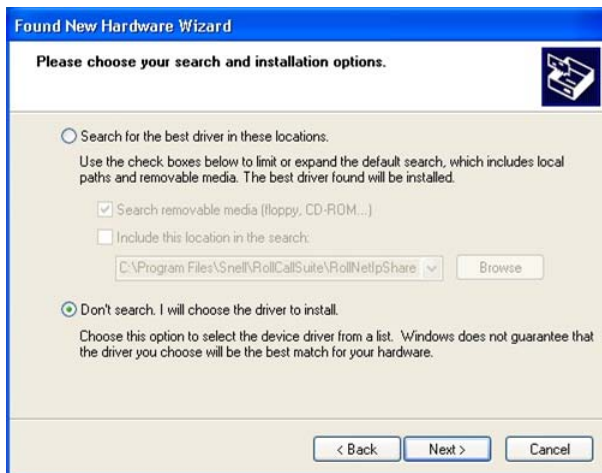 Found New Hardware Wizard
Please choose your search and installation options.
Search for the best driver in these locations.
Use the check boxes below to limit or expand the default search, which includes local
paths and removable media. The best driver found will be installed.
Search removable media (floppy, CD-ROM...)
Include this location in the search:
C:\Program Files\Snell\RollCallSuite\RollNetIpShare
Browse
Don't search. I will choose the driver to install.
Choose this option to select the device driver from a list. Windows does not guarantee that
the driver you choose will be the best match for your hardware.
< Back Next > Cancel